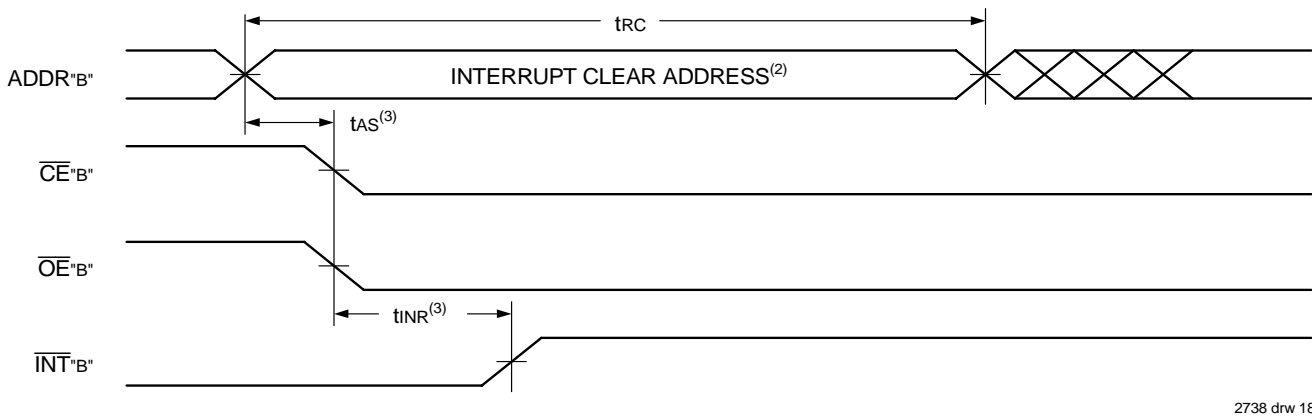 tRC
ADDR"B"
INTERRUPT CLEAR ADDRESS(2)
tAS(3)
CE"B"
OE"B"
tINR(3)
INT"B"
2738 drw 18